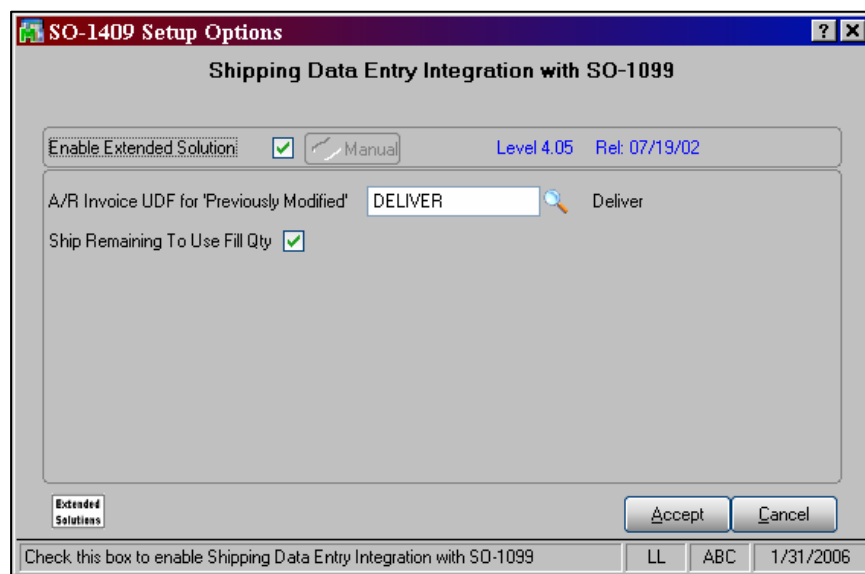 SO-1409 Setup Options
Shipping Data Entry Integration with SO-1099
Enable Extended Solution Manual Level 4.05 Rel: 07/19/02
A/R Invoice UDF for 'Previously Modified' DELIVER Deliver
Ship Remaining To Use Fill Qty
Extended
Solutions
Accept Cancel
Check this box to enable Shipping Data Entry Integration with SO-1099 LL ABC 1/31/2006